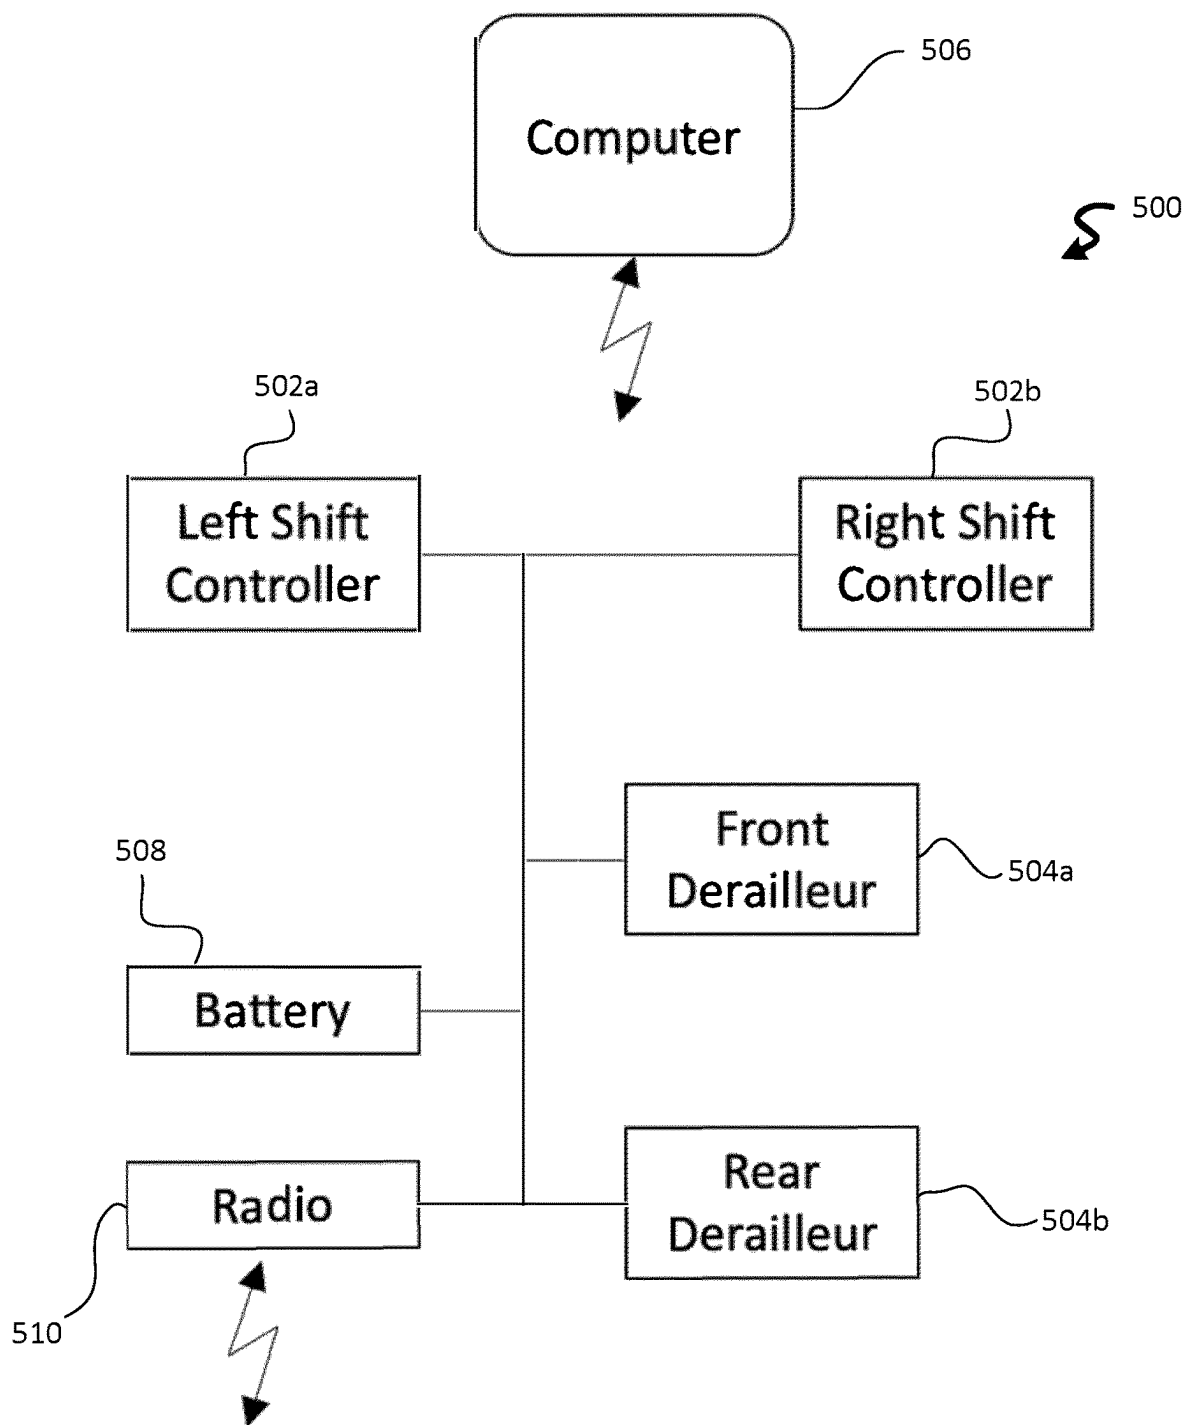 506
Computer
500
502a
502b
Left Shift
Controller
Right Shift
Controller
Front
Derailleur
504a
508
Battery
Rear
Derailleur
504b
Radio
510